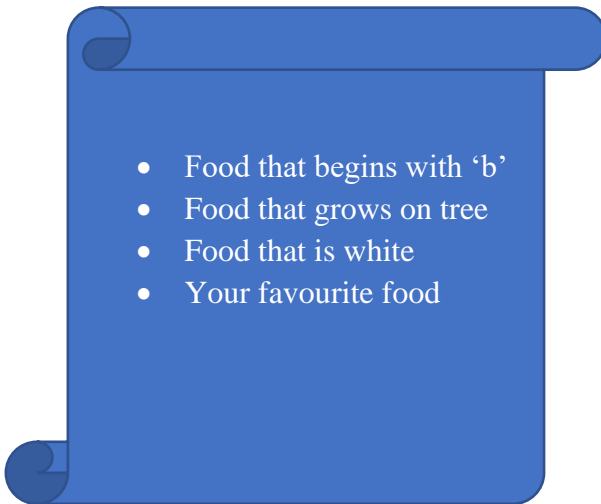 • Food that begins with ‘b’
• Food that grows on tree
• Food that is white
• Your favourite food